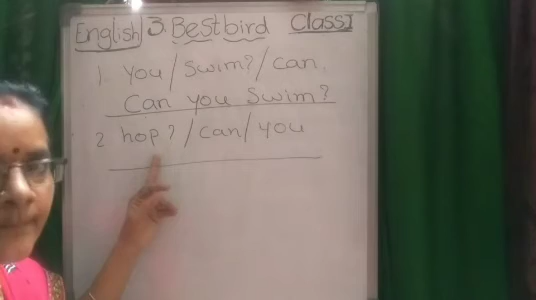 English 3. Best bird Class I
1. You / Swim? / Can.
Can you Swim?
2 hop? / can / you